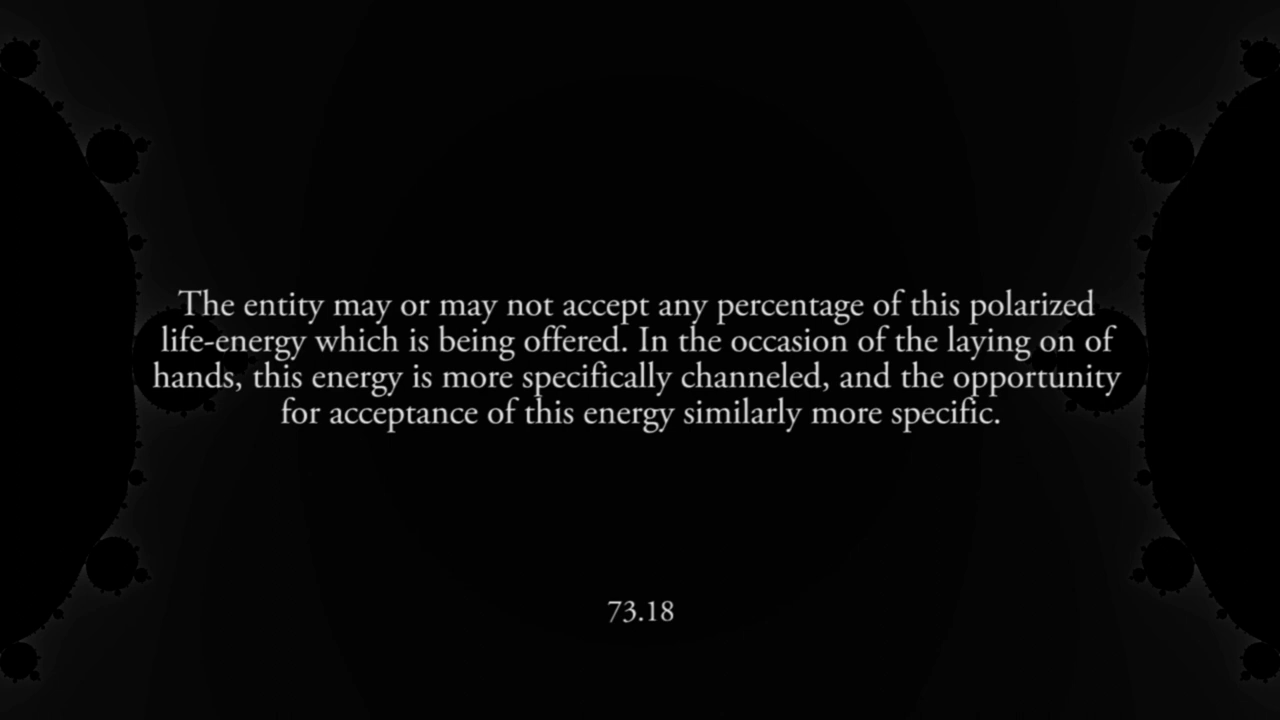 The entity may or may not accept any percentage of this polarized
life-energy which is being offered. In the occasion of the laying on of
hands, this energy is more specifically channeled, and the opportunity
for acceptance of this energy similarly more specific.
73.18